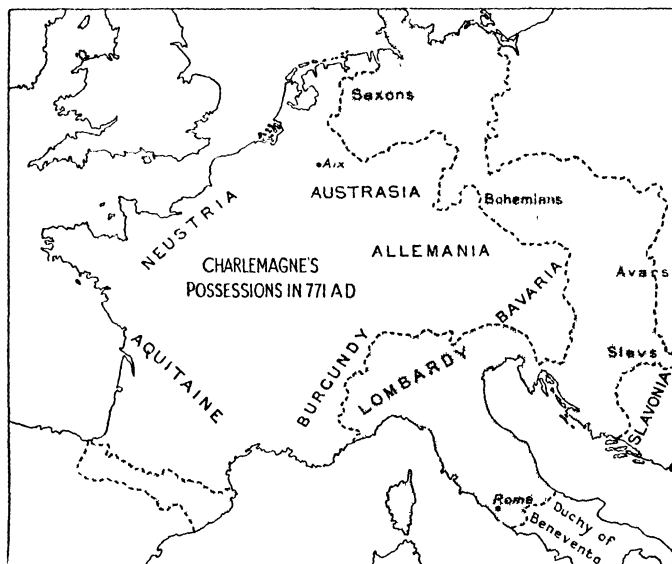 Saxons
Aix
AUSTRASIA
Bohemians
NEUSTRIA
ALLEMANIA
CHARLEMAGNE'S
POSSESSIONS IN 771 AD
Avars
BAVARIA
Slavs
AQUITAINE
BURGUNDY
LOMBARDY
SLAVONIA
Rome
Duchy of
Benevento